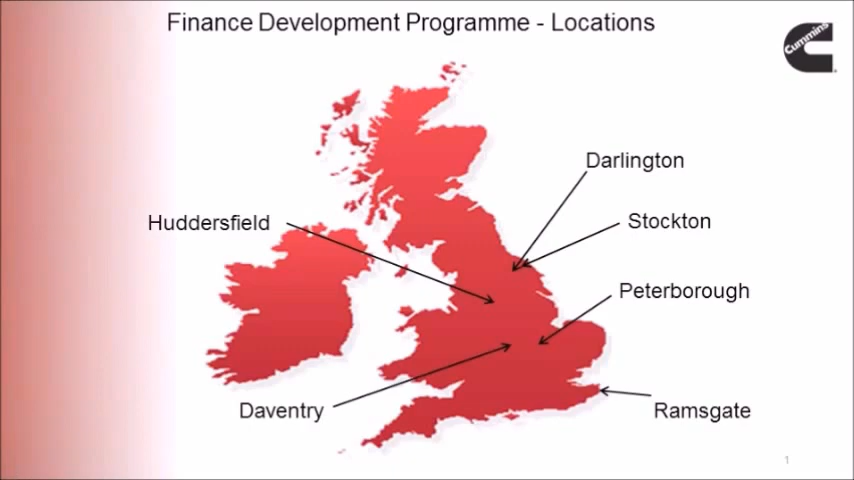 Finance Development Programme - Locations
Cummins
Darlington
Huddersfield
Stockton
Peterborough
Daventry
Ramsgate
1